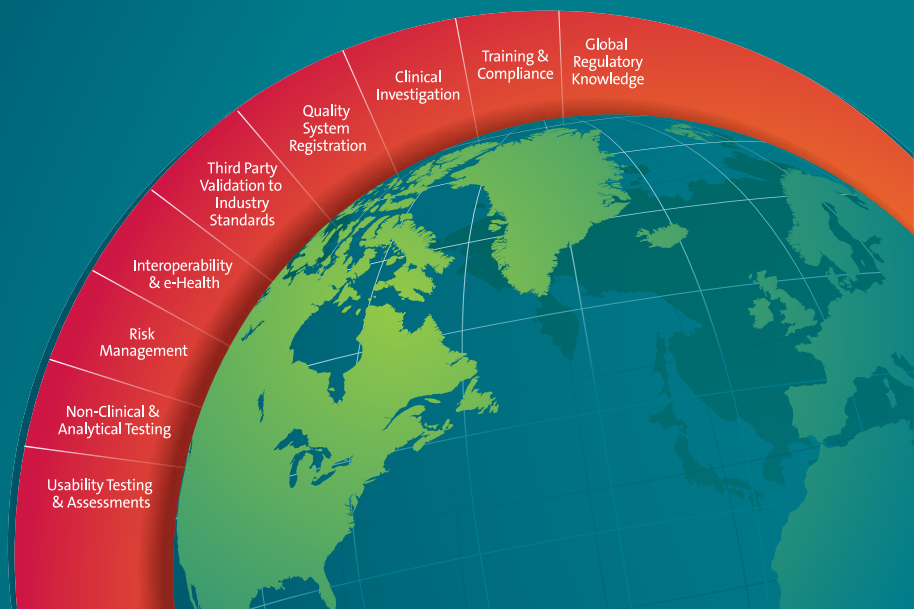 Global
Regulatory
Knowledge
Training &
Compliance
Clinical
Investigation
Quality
System
Registration
Third Party
Validation to
Industry
Standards
Interoperability
& e-Health
Risk
Management
Non-Clinical &
Analytical Testing
Usability Testing
& Assessments